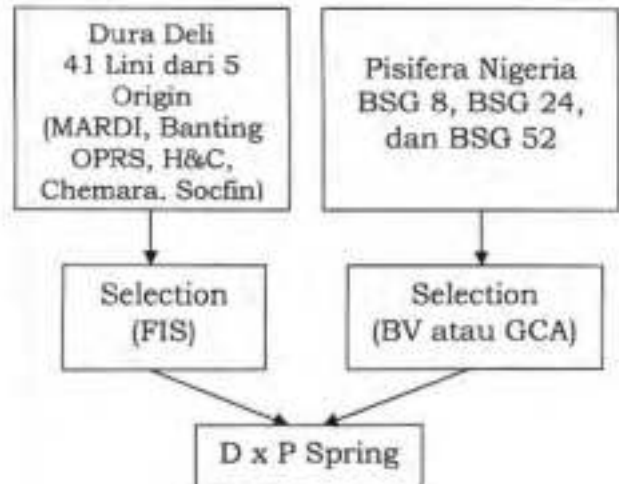 Dura Deli
41 Lini dari 5
Origin
(MARDI, Banting
OPRS, H&C,
Chemara, Socfin)
Pisifera Nigeria
BSG 8, BSG 24,
dan BSG 52
Selection
(FIS)
Selection
(BV atau GCA)
D x P Spring